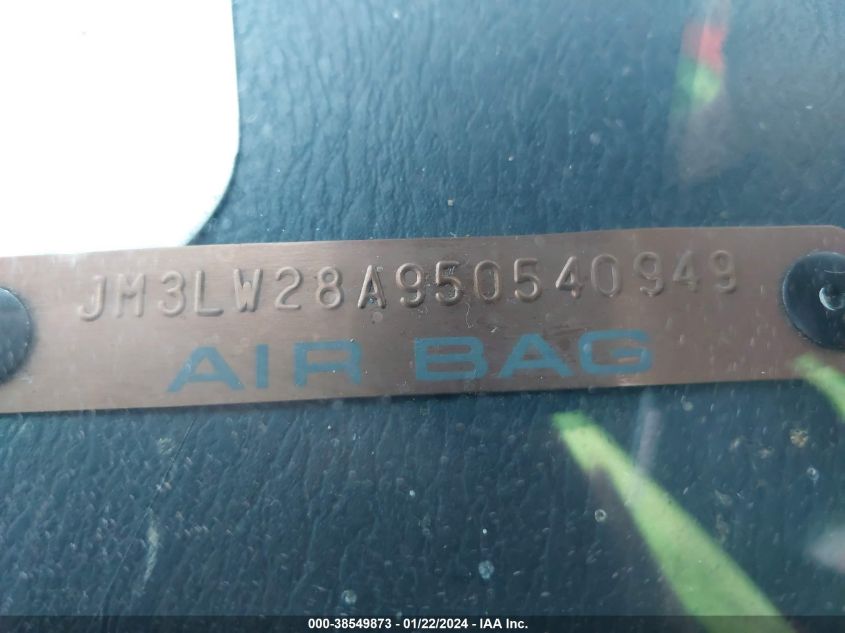 JM3LW28A950540949
AIR BAG
000-38549873 - 01/22/2024 - IAA Inc.